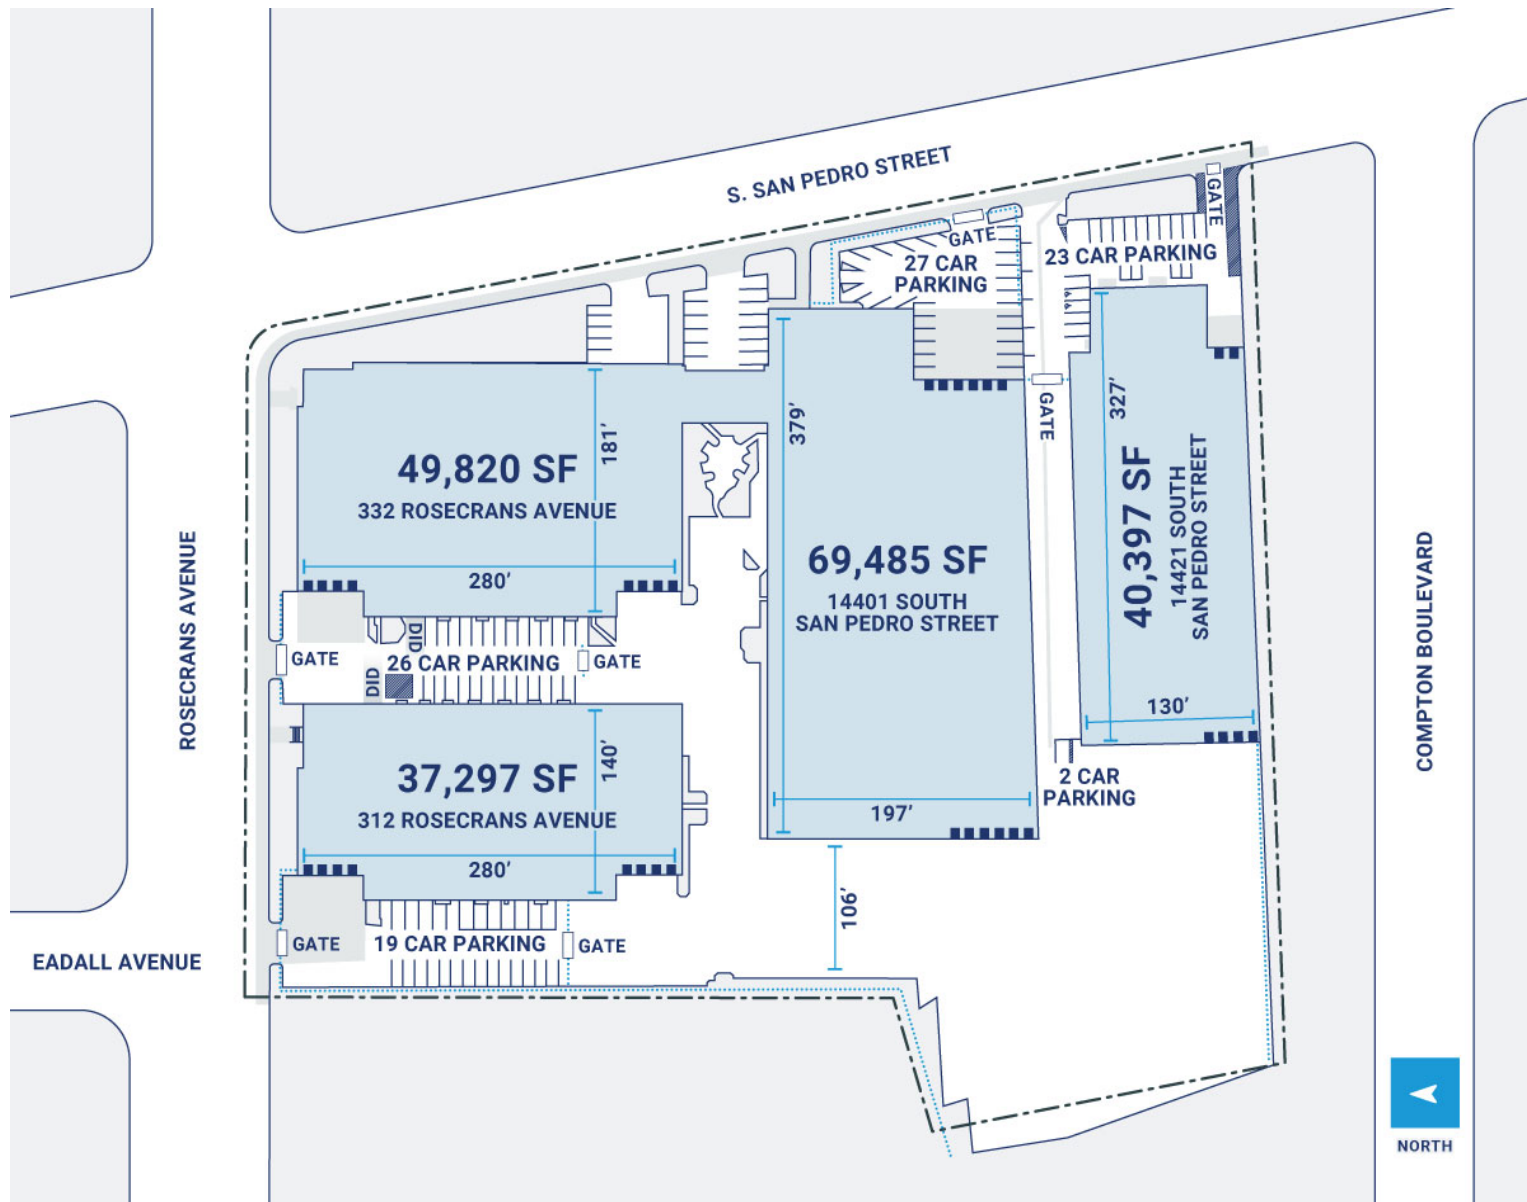 S. SAN PEDRO STREET
GATE
GATE
27 CAR
PARKING
23 CAR PARKING
GATE
49,820 SF
332 ROSECRANS AVENUE
181'
280'
379'
69,485 SF
14401 SOUTH
SAN PEDRO STREET
197'
327'
40,397 SF
14421 SOUTH
SAN PEDRO STREET
130'
2 CAR
PARKING
ROSECRANS AVENUE
COMPTON BOULEVARD
GATE
DID
26 CAR PARKING
DID
GATE
37,297 SF
312 ROSECRANS AVENUE
140'
280'
106'
GATE
19 CAR PARKING
GATE
EADALL AVENUE
NORTH